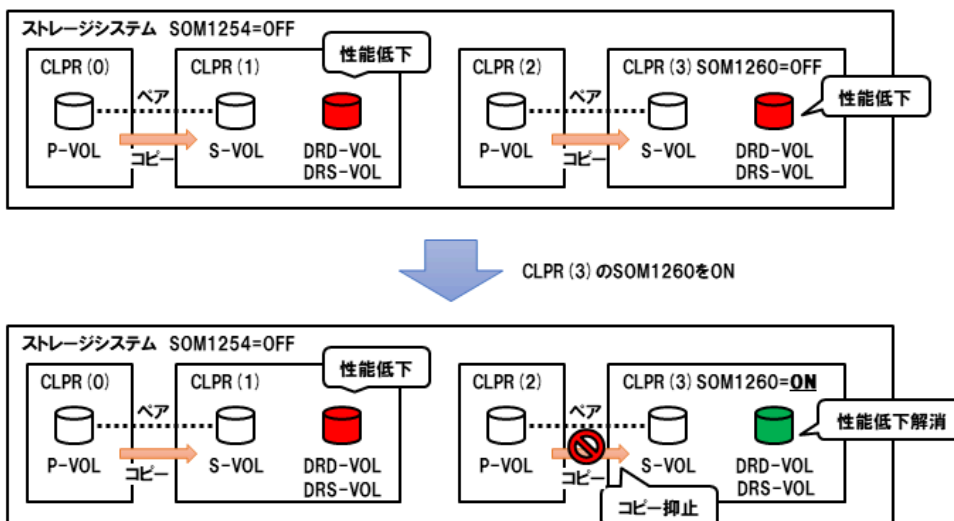 ストレージシステム SOM1254=OFF
CLPR(0)
CLPR(1)
性能低下
CLPR(2)
CLPR(3) SOM1260=OFF
ペア
ペア
性能低下
P-VOL
コピー
S-VOL
DRD-VOL
DRS-VOL
P-VOL
コピー
S-VOL
DRD-VOL
DRS-VOL
CLPR(3)のSOM1260をON
ストレージシステム SOM1254=OFF
CLPR(0)
CLPR(1)
性能低下
CLPR(2)
CLPR(3) SOM1260=ON
ペア
ペア
性能低下解消
P-VOL
コピー
S-VOL
DRD-VOL
DRS-VOL
P-VOL
コピー
S-VOL
DRD-VOL
DRS-VOL
コピー抑止